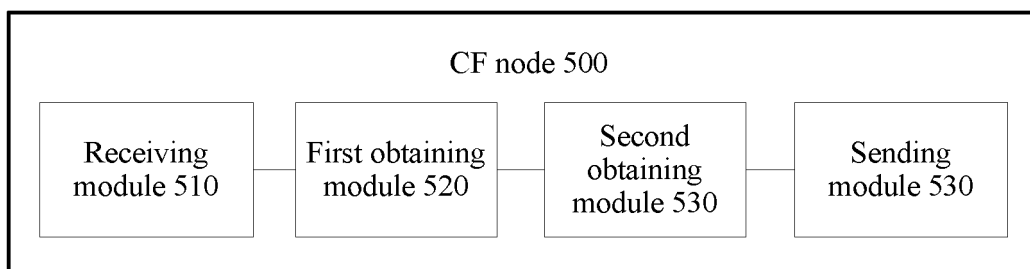 CF node 500
Receiving
module 510
First obtaining
module 520
Second
obtaining
module 530
Sending
module 530